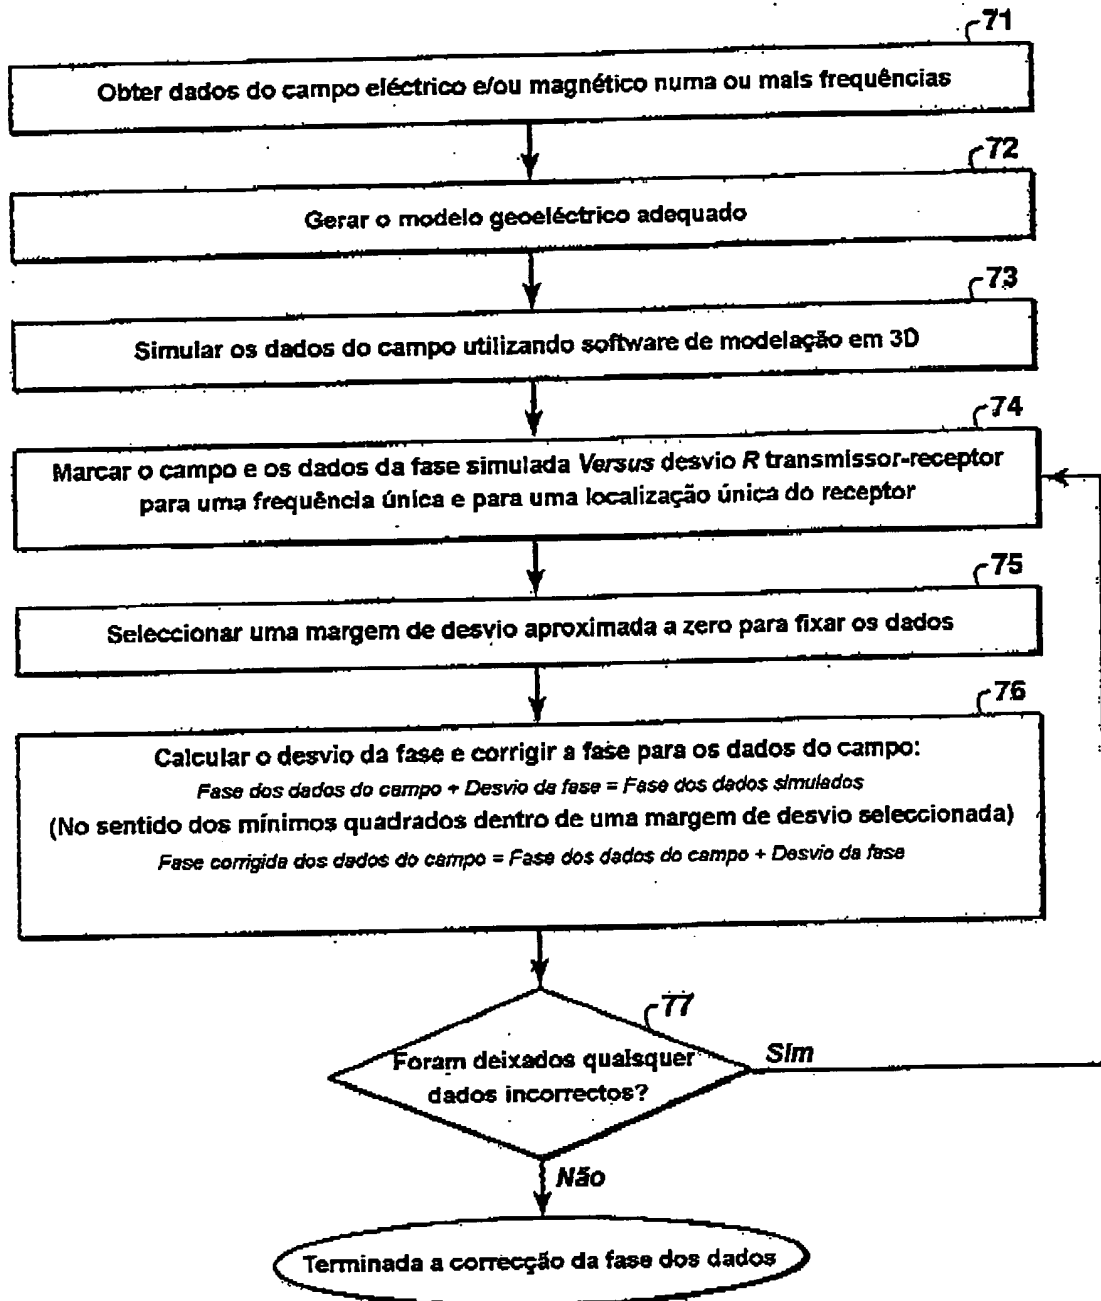 71
Obter dados do campo eléctrico e/ou magnético numa ou mais frequências
72
Gerar o modelo geoeléctrico adequado
73
Simular os dados do campo utilizando software de modelação em 3D
74
Marcar o campo e os dados da fase simulada Versus desvio R transmissor-receptor
para uma frequência única e para uma localização única do receptor
75
Seleccionar uma margem de desvio aproximada a zero para fixar os dados
76
Calcular o desvio da fase e corrigir a fase para os dados do campo:
Fase dos dados do campo + Desvio da fase = Fase dos dados simulados
(No sentido dos mínimos quadrados dentro de uma margem de desvio seleccionada)
Fase corrigida dos dados do campo = Fase dos dados do campo + Desvio da fase
77
Foram deixados quaisquer
dados incorrectos?
Sim
Não
Terminada a correcção da fase dos dados